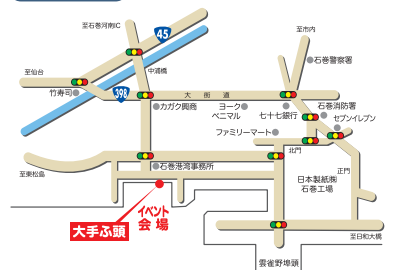 至石巻河南IC
45
至市内
石巻警察署
至仙台
中浦橋
竹寿司
398
大街道
カガク興商
ヨーク
ベニマル
七十七銀行
石巻消防署
セブンイレブン
ファミリーマート
北門
石巻港湾事務所
正門
日本製紙㈱
石巻工場
至東松島
イベント
会場
大手ふ頭
至日和大橋
雲雀野埠頭